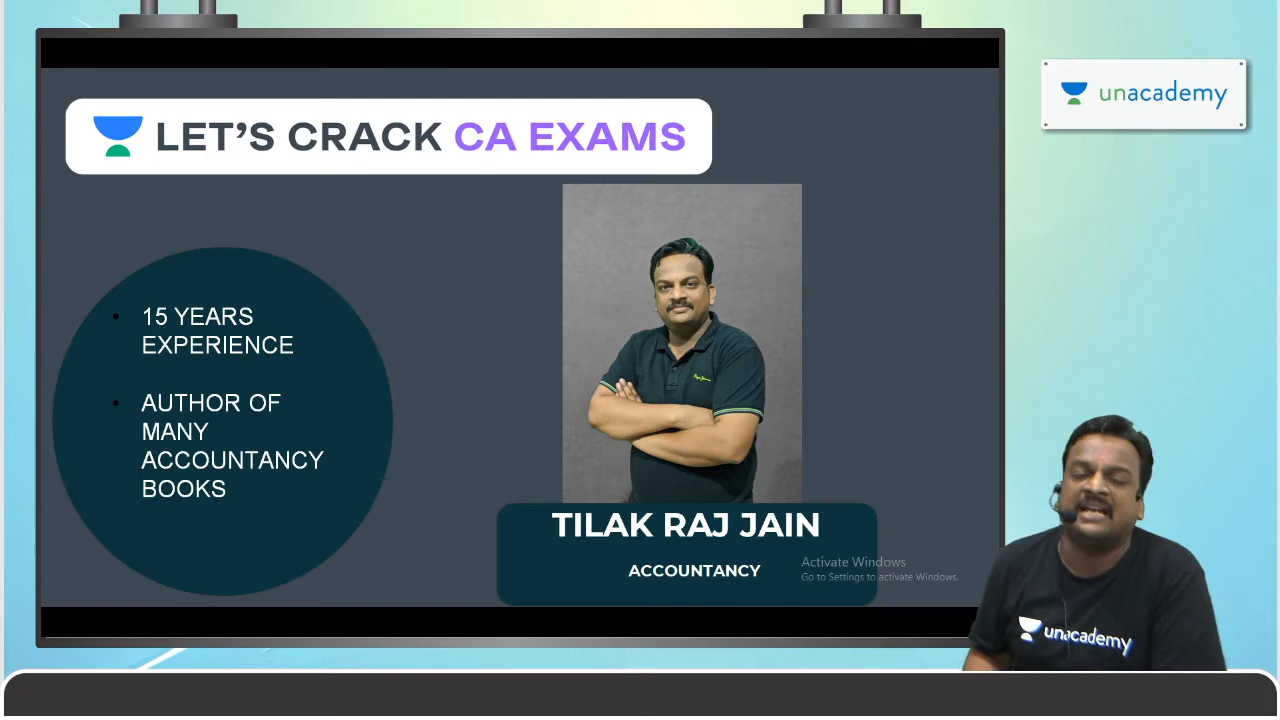 LET'S CRACK CA EXAMS
unacademy
15 YEARS
EXPERIENCE
AUTHOR OF
MANY
ACCOUNTANCY
BOOKS
TILAK RAJ JAIN
ACCOUNTANCY
Activate Windows
Go to Settings to activate Windows.
unacademy